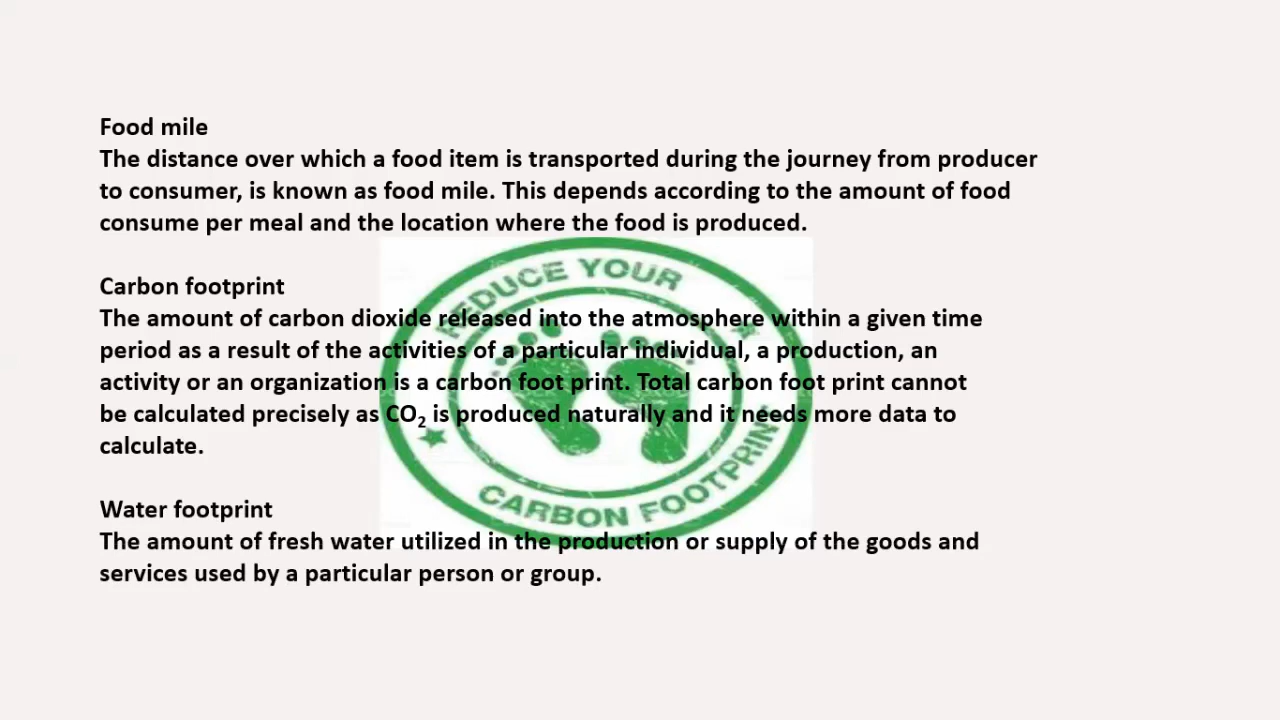 Food mile
The distance over which a food item is transported during the journey from producer
to consumer, is known as food mile. This depends according to the amount of food
consume per meal and the location where the food is produced.
Carbon footprint
The amount of carbon dioxide released into the atmosphere within a given time
period as a result of the activities of a particular individual, a production, an
activity or an organization is a carbon foot print. Total carbon foot print cannot
be calculated precisely as CO₂ is produced naturally and it needs more data to
calculate.
Water footprint
The amount of fresh water utilized in the production or supply of the goods and
services used by a particular person or group.
REDUCE YOUR
CARBON FOOTPRINT